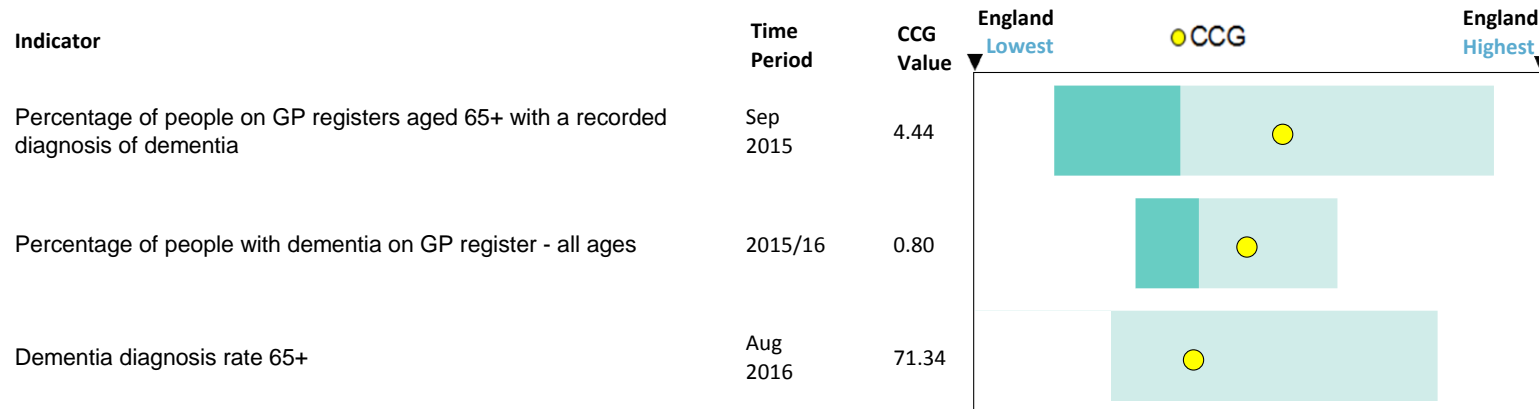 Indicator
Time
Period
CCG
Value
England
Lowest
CCG
England
Highest
Percentage of people on GP registers aged 65+ with a recorded
diagnosis of dementia
Sep
2015
4.44
Percentage of people with dementia on GP register - all ages
2015/16
0.80
Dementia diagnosis rate 65+
Aug
2016
71.34